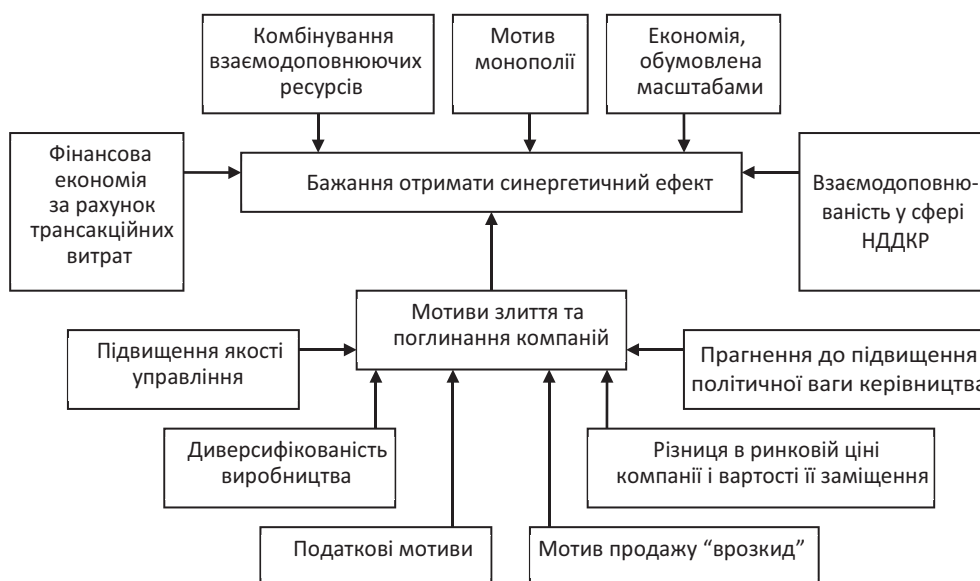 Комбінування
взаємодоповнюючих
ресурсів
Мотив
монополії
Економія,
обумовлена
масштабами
Фінансова
економія
за рахунок
трансакційних
витрат
Бажання отримати синергетичний ефект
Взаємодоповню-
ваність у сфері
НДДКР
Мотиви злиття та
поглинання компаній
Підвищення якості
управління
Прагнення до підвищення
політичної ваги керівництва
Диверсифікованість
виробництва
Різниця в ринковій ціні
компанії і вартості її заміщення
Податкові мотиви
Мотив продажу “врозкид”